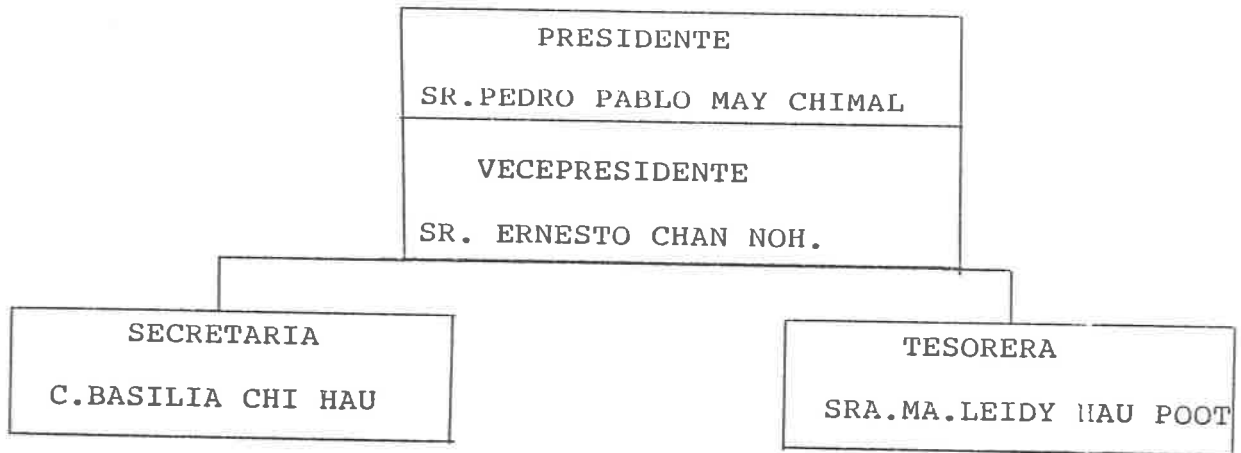 PRESIDENTE
SR.PEDRO PABLO MAY CHIMAL
VECEPRESIDENTE
SR. ERNESTO CHAN NOH.
SECRETARIA
C.BASILIA CHI HAU
TESORERA
SRA.MA.LEIDY HAU POOT